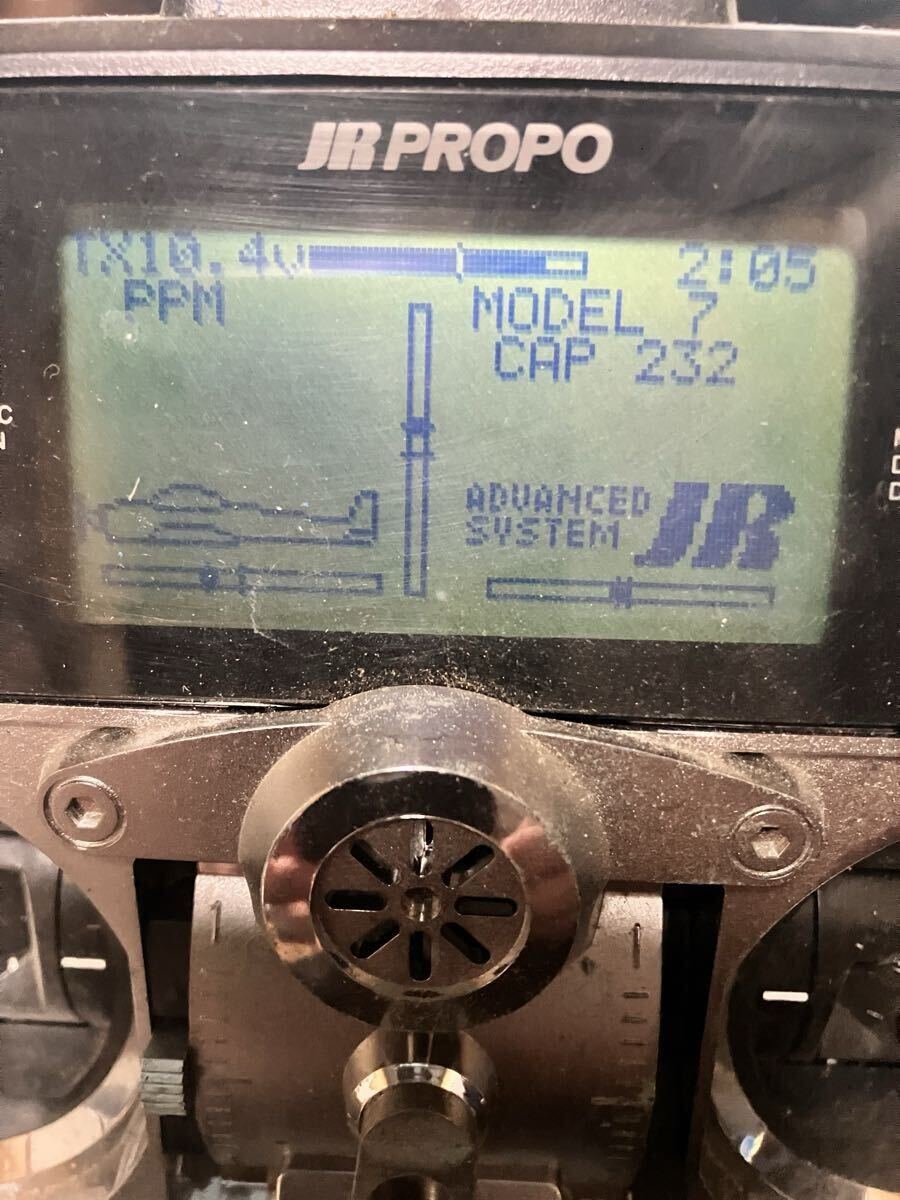 JR PROPO
TX10.4v 2:05
PPM
MODEL 7
CAP 232
ADVANCED
SYSTEM
JR